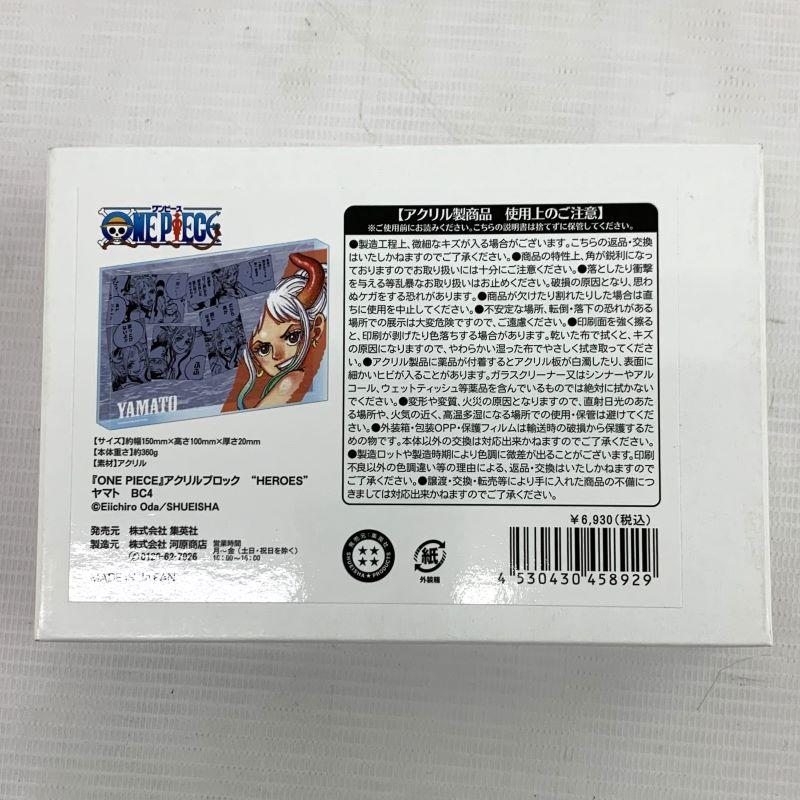 ワンピース
ONE PIECE
YAMATO
【サイズ】約幅150mm×高さ100mm×厚さ20mm
【本体重さ】約360g
【素材】アクリル
『ONE PIECE』アクリルブロック “HEROES”
ヤマト BC4
©Eiichiro Oda/SHUEISHA
発売元 株式会社 集英社
製造元 株式会社 河原商店
営業時間
月～金（土日・祝日を除く）
10:00～16:00
0120-62-7926
MADE IN JAPAN
【アクリル製商品 使用上のご注意】
※ご使用前にお読みください。こちらの説明書は捨てずに保管してください。
●製造工程上、微細なキズが入る場合がございます。こちらの返品・交換
はいたしかねますのでご了承ください。●商品の特性上、角が鋭利になっ
ておりますのでお取り扱いには十分にご注意ください。●落としたり衝撃
を与える等乱暴なお取り扱いはお止めください。破損の原因となり、思わ
ぬケガをする恐れがあります。●商品が欠けたり割れたりした場合は直
ちに使用を中止してください。●不安定な場所、転倒・落下の恐れがある
場所での展示は大変危険ですので、ご遠慮ください。●印刷面を強く擦る
と、印刷が剥げたり色落ちする場合があります。乾いた布で拭くと、キズ
の原因になりますので、やわらかい湿った布でやさしく拭き取ってくださ
い。●アクリル製品に薬品が付着するとアクリル板が白濁したり、表面に
細かいヒビが入ることがあります。ガラスクリーナー又はシンナーやアル
コール、ウェットティッシュ等薬品を含んでいるものでは絶対に拭かない
でください。●変形や変質、火災の原因となりますので、直射日光のあた
る場所や、火気の近く、高温多湿になる場所での使用・保管は避けてくだ
さい。●外装箱・包装OPP・保護フィルムは輸送時の破損から保護するた
めの物です。本体以外の交換は対応出来かねますのでご了承ください。
●製造ロットや製造時期により色調に微差が出ることがございます。印刷
不良以外の色調違い等の理由による、返品・交換はいたしかねますのでご
了承ください。●譲渡・交換・転売等により手に入れた商品の不備につ
きましては対応出来かねますのでご了承ください。
￥6,930(税込)
発売元：集英社
SHUEISHA PRODUCTS
紙
外装箱
4 530430 458929